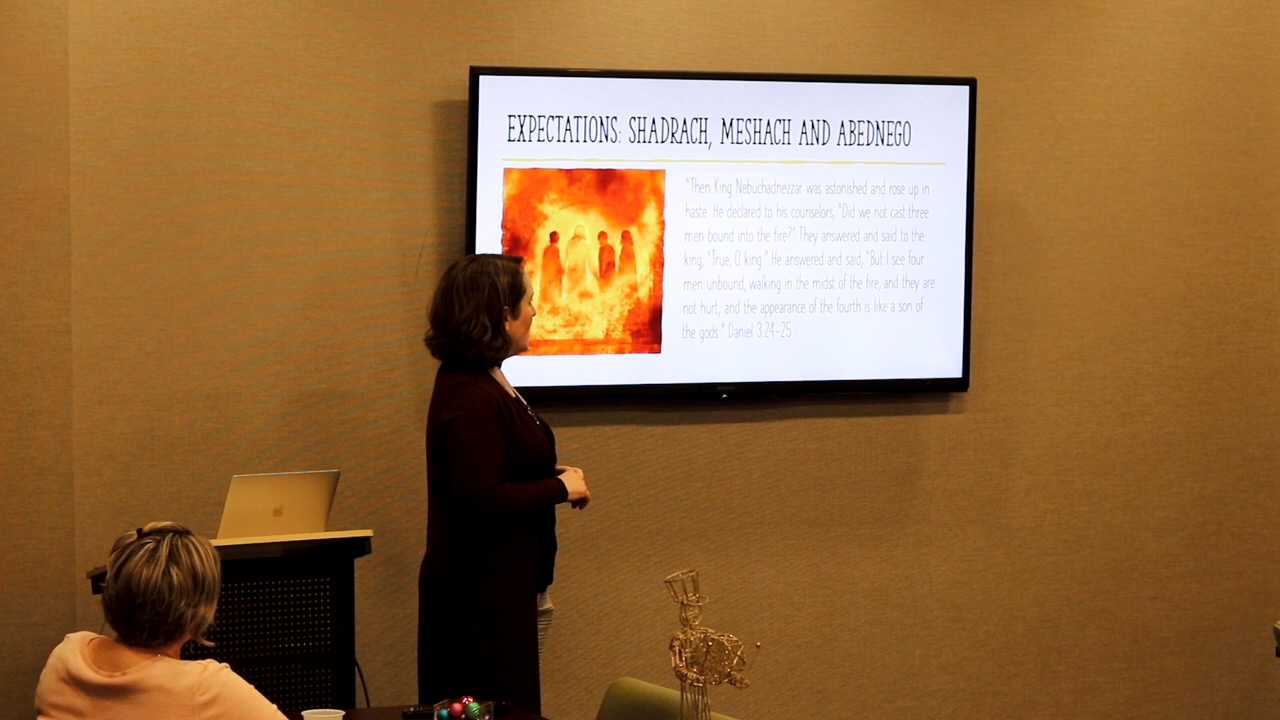 EXPECTATIONS: SHADRACH, MESHACH AND ABEDNEGO
"Then King Nebuchadnezzar was astonished and rose up in
haste. He declared to his counselors, "Did we not cast three
men bound into the fire?" They answered and said to the
king, "True, O king." He answered and said, "But I see four
men unbound, walking in the midst of the fire, and they are
not hurt, and the appearance of the fourth is like a son of
the gods." Daniel 3:24-25